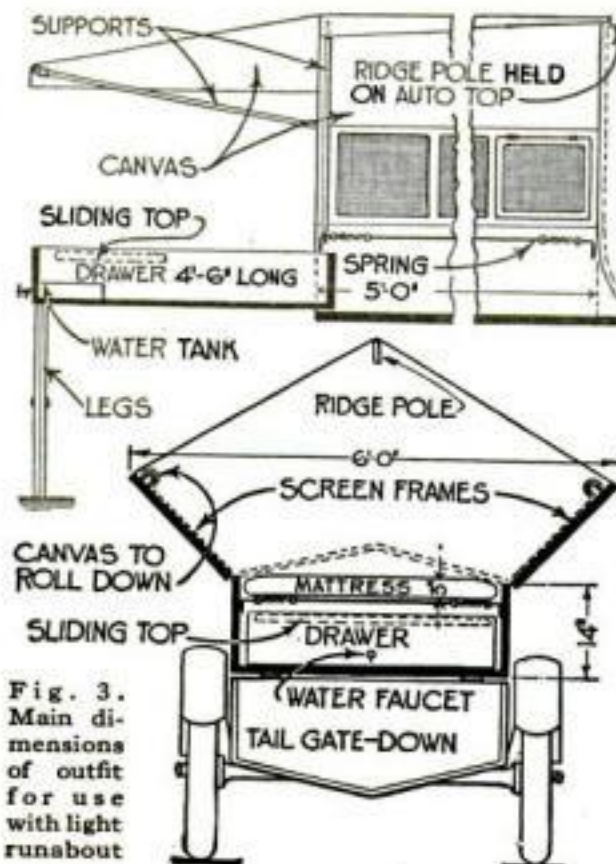 SUPPORTS
RIDGE POLE HELD
ON AUTO TOP
CANVAS
SLIDING TOP
DRAWER 4'-6" LONG
SPRING
5'-0"
WATER TANK
LEGS
RIDGE POLE
6'-0"
SCREEN FRAMES
CANVAS TO
ROLL DOWN
MATTRESS
SLIDING TOP
DRAWER
14"
WATER FAUCET
TAIL GATE-DOWN
Fig. 3.
Main di-
mensions
of outfit
for use
with light
runabout